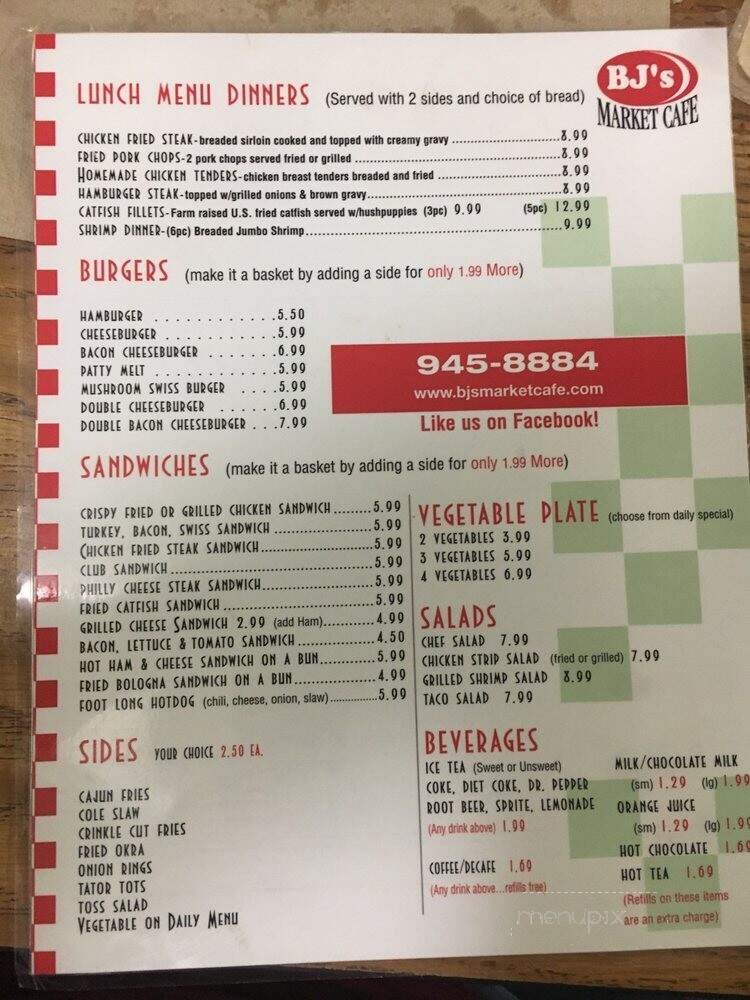 BJ's
MARKET CAFE
LUNCH MENU DINNERS (Served with 2 sides and choice of bread)
CHICKEN FRIED STEAK-breaded sirloin cooked and topped with creamy gravy ..............................8.99
FRIED PORK CHOPS-2 pork chops served fried or grilled ..............................8.99
HOMEMADE CHICKEN TENDERS-chicken breast tenders breaded and fried ..............................8.99
HAMBURGER STEAK-topped w/grilled onions & brown gravy..............................8.99
CATFISH FILLETS-Farm raised U.S. fried catfish served w/hushpuppies (3pc) 9.99 (5pc) 12.99
SHRIMP DINNER-(6pc) Breaded Jumbo Shrimp..............................9.99
BURGERS (make it a basket by adding a side for only 1.99 More)
HAMBURGER . . . . . . . . . . . .5.50
CHEESEBURGER . . . . . . . . . . .5.99
BACON CHEESEBURGER . . . . . . .6.99
PATTY MELT . . . . . . . . . . . .5.99
MUSHROOM SWISS BURGER . . . .5.99
DOUBLE CHEESEBURGER . . . . . .6.99
DOUBLE BACON CHEESEBURGER . . .7.99
945-8884
www.bjsmarketcafe.com
Like us on Facebook!
SANDWICHES (make it a basket by adding a side for only 1.99 More)
CRISPY FRIED OR GRILLED CHICKEN SANDWICH.........5.99
TURKEY, BACON, SWISS SANDWICH ....................5.99
CHICKEN FRIED STEAK SANDWICH....................5.99
CLUB SANDWICH....................5.99
PHILLY CHEESE STEAK SANDWICH....................5.99
FRIED CATFISH SANDWICH ....................5.99
GRILLED CHEESE SANDWICH 2.99 (add Ham)..........4.99
BACON, LETTUCE & TOMATO SANDWICH ...............4.50
HOT HAM & CHEESE SANDWICH ON A BUN............5.99
FRIED BOLOGNA SANDWICH ON A BUN...............4.99
FOOT LONG HOTDOG (chili, cheese, onion, slaw)............5.99
VEGETABLE PLATE (choose from daily special)
2 VEGETABLES 3.99
3 VEGETABLES 5.99
4 VEGETABLES 6.99
SALADS
CHEF SALAD 7.99
CHICKEN STRIP SALAD (fried or grilled) 7.99
GRILLED SHRIMP SALAD 8.99
TACO SALAD 7.99
SIDES YOUR CHOICE 2.50 EA.
CAJUN FRIES
COLE SLAW
CRINKLE CUT FRIES
FRIED OKRA
ONION RINGS
TATOR TOTS
TOSS SALAD
VEGETABLE ON DAILY MENU
BEVERAGES
ICE TEA (Sweet or Unsweet)
COKE, DIET COKE, DR. PEPPER
ROOT BEER, SPRITE, LEMONADE
(Any drink above) 1.99
COFFEE/DECAFE 1.69
(Any drink above...refills free)
MILK/CHOCOLATE MILK
(sm) 1.29 (lg) 1.99
ORANGE JUICE
(sm) 1.29 (lg) 1.99
HOT CHOCOLATE 1.69
HOT TEA 1.69
(Refills on these items
are an extra charge)
menupix